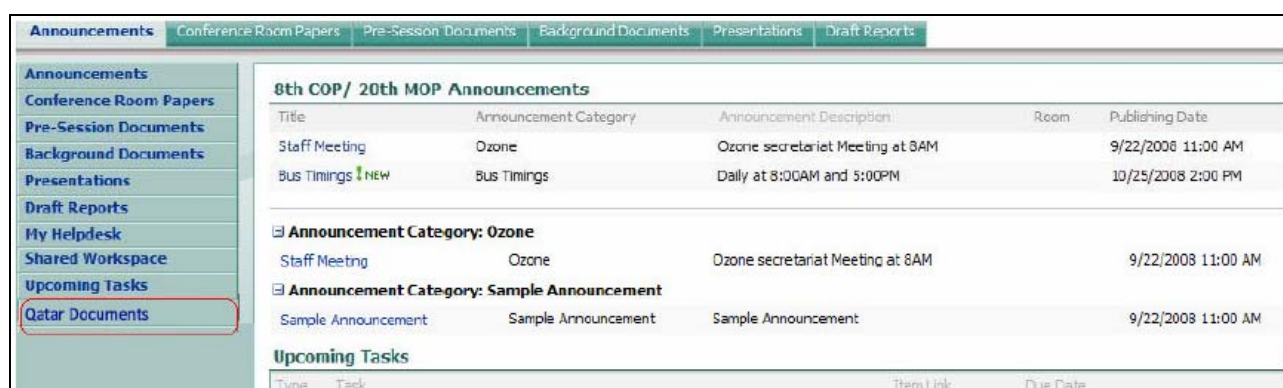 Announcements Conference Room Papers Pre-Session Documents Background Documents Presentations Draft Reports
Announcements
Conference Room Papers
Pre-Session Documents
Background Documents
Presentations
Draft Reports
My Helpdesk
Shared Workspace
Upcoming Tasks
Qatar Documents
8th COP/ 20th MOP Announcements
Title Announcement Category Announcement Description Room Publishing Date
Staff Meeting Ozone Ozone secretariat Meeting at 8AM 9/22/2008 11:00 AM
Bus Timings ! NEW Bus Timings Daily at 8:00AM and 5:00PM 10/25/2008 2:00 PM
Announcement Category: Ozone
Staff Meeting Ozone Ozone secretariat Meeting at 8AM 9/22/2008 11:00 AM
Announcement Category: Sample Announcement
Sample Announcement Sample Announcement Sample Announcement 9/22/2008 11:00 AM
Upcoming Tasks
Type Task Item Link Due Date